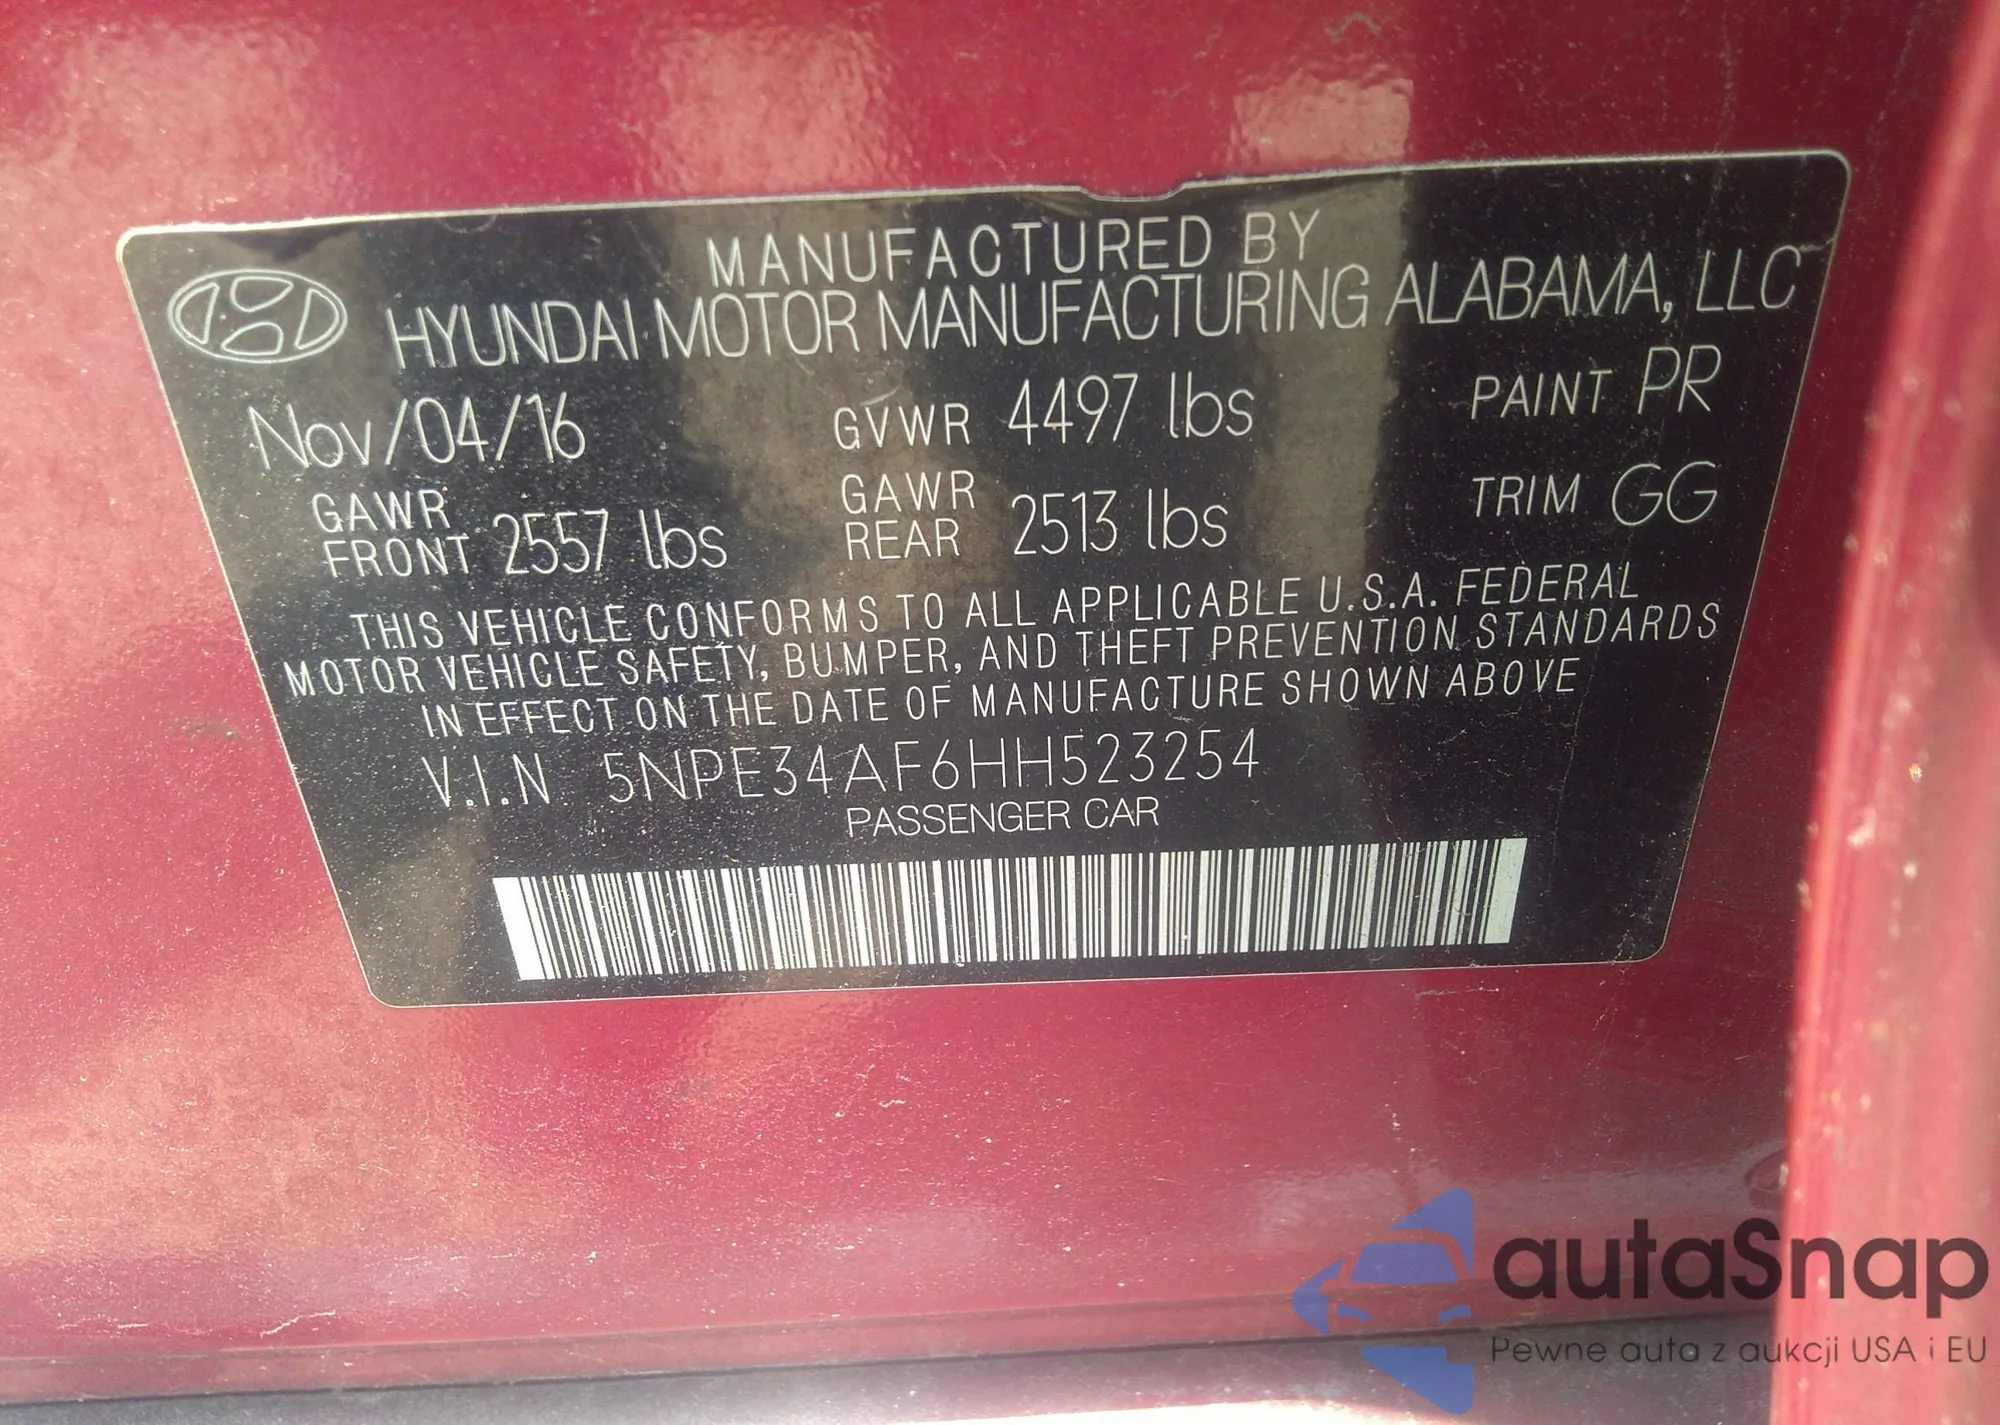 MANUFACTURED BY
HYUNDAI MOTOR MANUFACTURING ALABAMA, LLC
Nov/04/16 GVWR 4497 lbs PAINT PR
GAWR FRONT 2557 lbs GAWR REAR 2513 lbs TRIM GG
THIS VEHICLE CONFORMS TO ALL APPLICABLE U.S.A. FEDERAL
MOTOR VEHICLE SAFETY, BUMPER, AND THEFT PREVENTION STANDARDS
IN EFFECT ON THE DATE OF MANUFACTURE SHOWN ABOVE
V.I.N 5NPE34AF6HH523254
PASSENGER CAR
autaSnap
Pewne auta z aukcji USA i EU